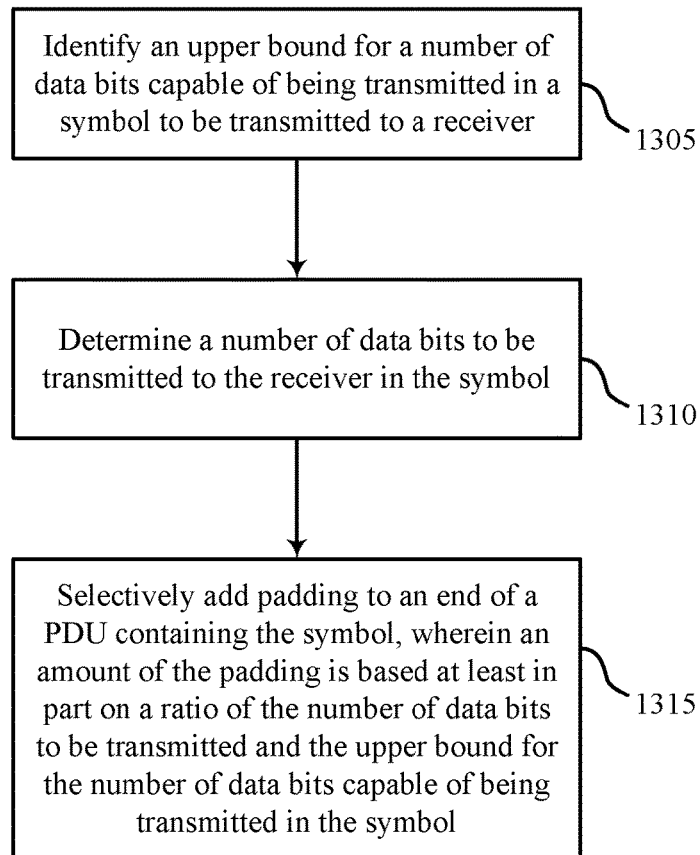 Identify an upper bound for a number of
data bits capable of being transmitted in a
symbol to be transmitted to a receiver
1305
Determine a number of data bits to be
transmitted to the receiver in the symbol
1310
Selectively add padding to an end of a
PDU containing the symbol, wherein an
amount of the padding is based at least in
part on a ratio of the number of data bits
to be transmitted and the upper bound for
the number of data bits capable of being
transmitted in the symbol
1315